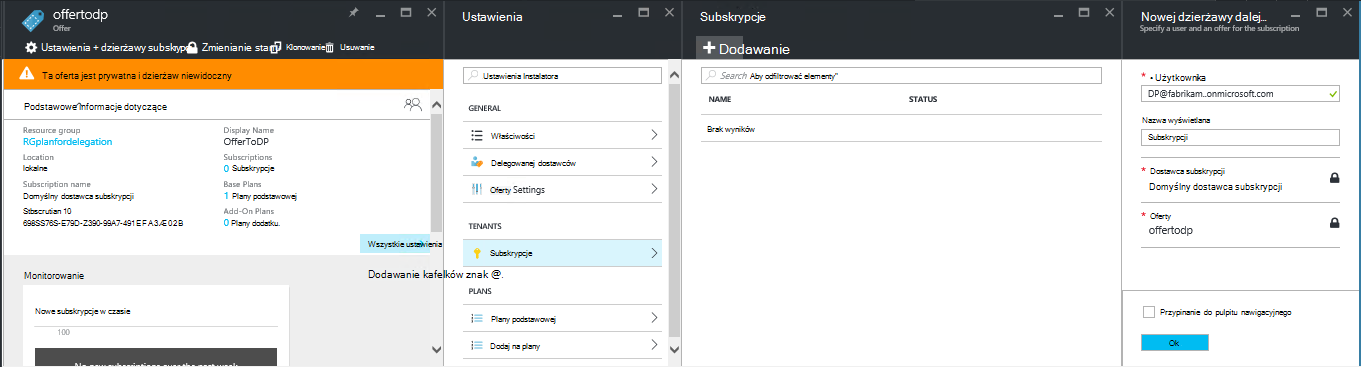 offertodp
Offer
Ustawienia + dzierżawy subskrypc
Zmienianie stanu
Klonowanie
Usuwanie
Ta oferta jest prywatna i dzierżaw niewidoczny
Podstawowe Informacje dotyczące
Resource group
RGplanfordelegation
Display Name
OfferToDP
Location
lokalne
Subscriptions
0 Subskrypcje
Subscription name
Domyślny dostawca subskrypcji
Base Plans
1 Plany podstawowej
Stbscrutian 10
698SS76S-E79D-Z390-99A7-491EFA3Æ02B
Add-On Plans
0 Plany dodatku.
Wszystkie ustawienia
Dodawanie kafelków znak @.
Monitorowanie
Nowe subskrypcje w czasie
100
No new subscriptions over the past week
Ustawienia
Ustawienia Instalatora
GENERAL
Właściwości
Delegowanej dostawców
Oferty Settings
TENANTS
Subskrypcje
PLANS
Plany podstawowej
Dodaj na plany
Subskrypcje
Dodawanie
Search Aby odfiltrować elementy"
NAME
STATUS
Brak wyników
Nowej dzierżawy dalej...
Specify a user and an offer for the subscription
* • Użytkownika
DP@fabrikam..onmicrosoft.com
Nazwa wyświetlana
Subskrypcji
* Dostawca subskrypcji
Domyślny dostawca subskrypcji
* Oferty
offertodp
Przypinanie do pulpitu nawigacyjnego
Ok